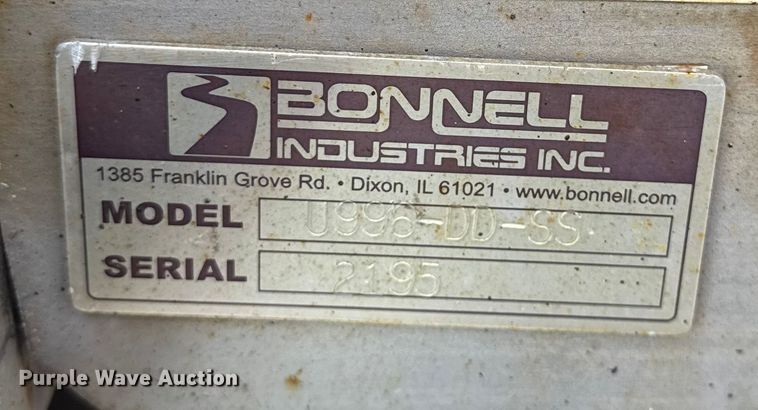 BONNELL
INDUSTRIES INC.
1385 Franklin Grove Rd. • Dixon, IL 61021 • www.bonnell.com
MODEL U996-DD-SS
SERIAL 2195
Purple Wave Auction